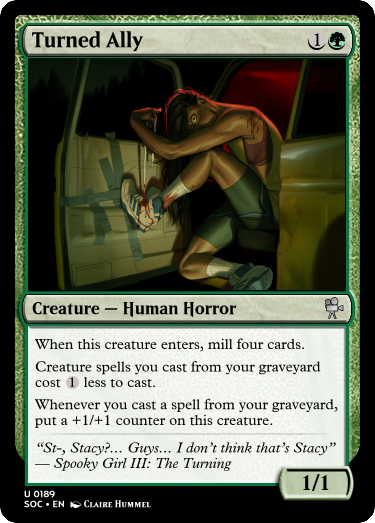 Turned Ally
1
Creature — Human Horror
When this creature enters, mill four cards.
Creature spells you cast from your graveyard
cost 1 less to cast.
Whenever you cast a spell from your graveyard,
put a +1/+1 counter on this creature.
"St-, Stacy?... Guys... I don't think that's Stacy"
— Spooky Girl III: The Turning
1/1
U 0189
SOC • EN Claire Hummel